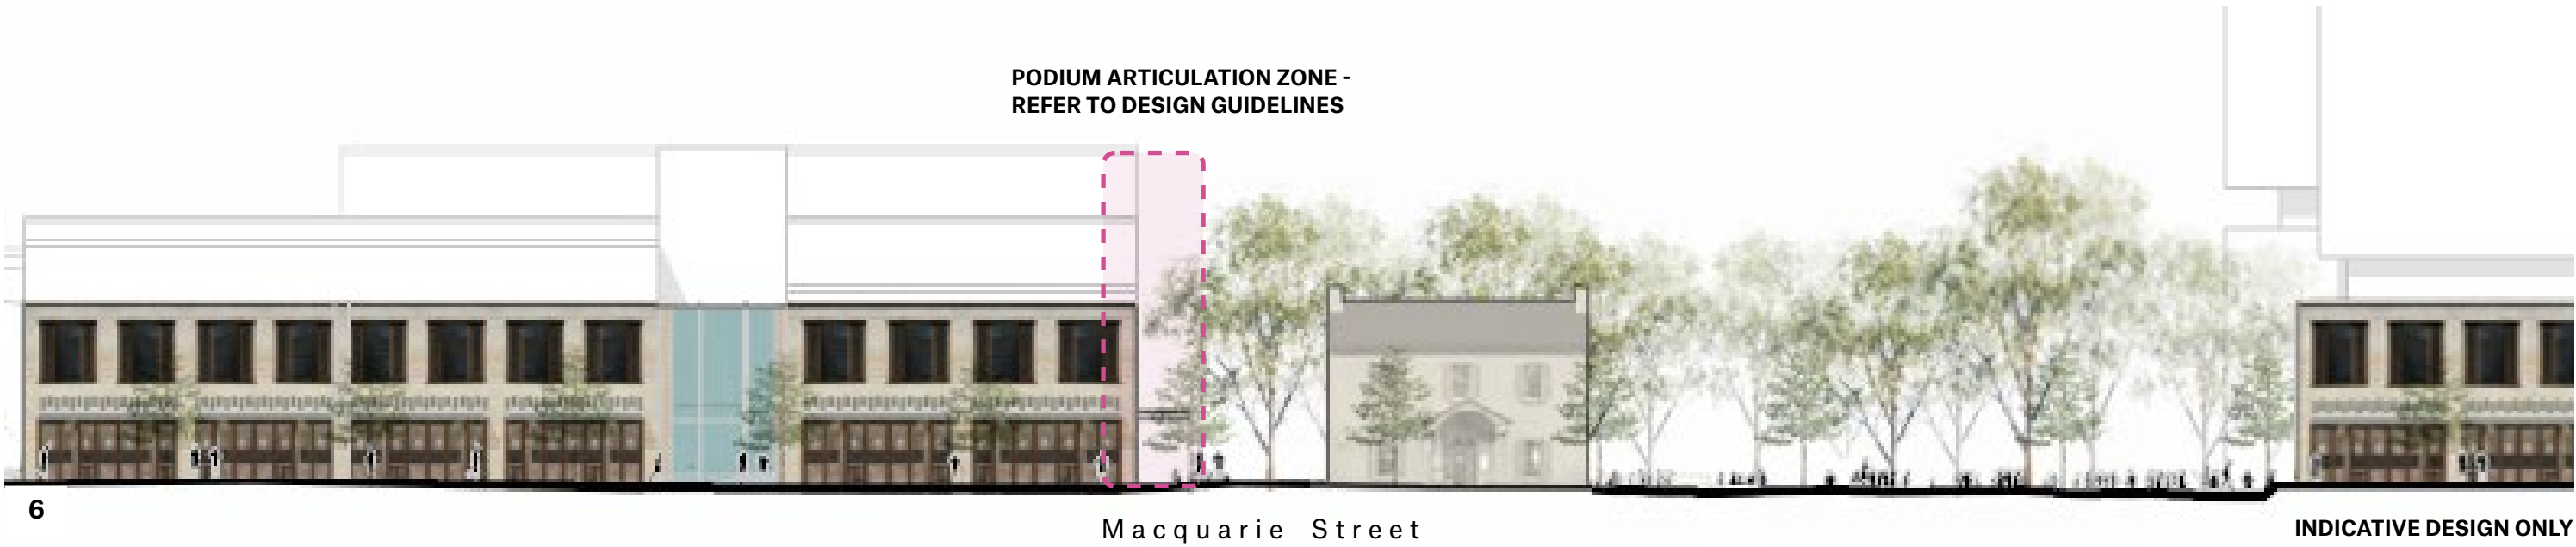 PODIUM ARTICULATION ZONE -
REFER TO DESIGN GUIDELINES
6
Macquarie Street
INDICATIVE DESIGN ONLY